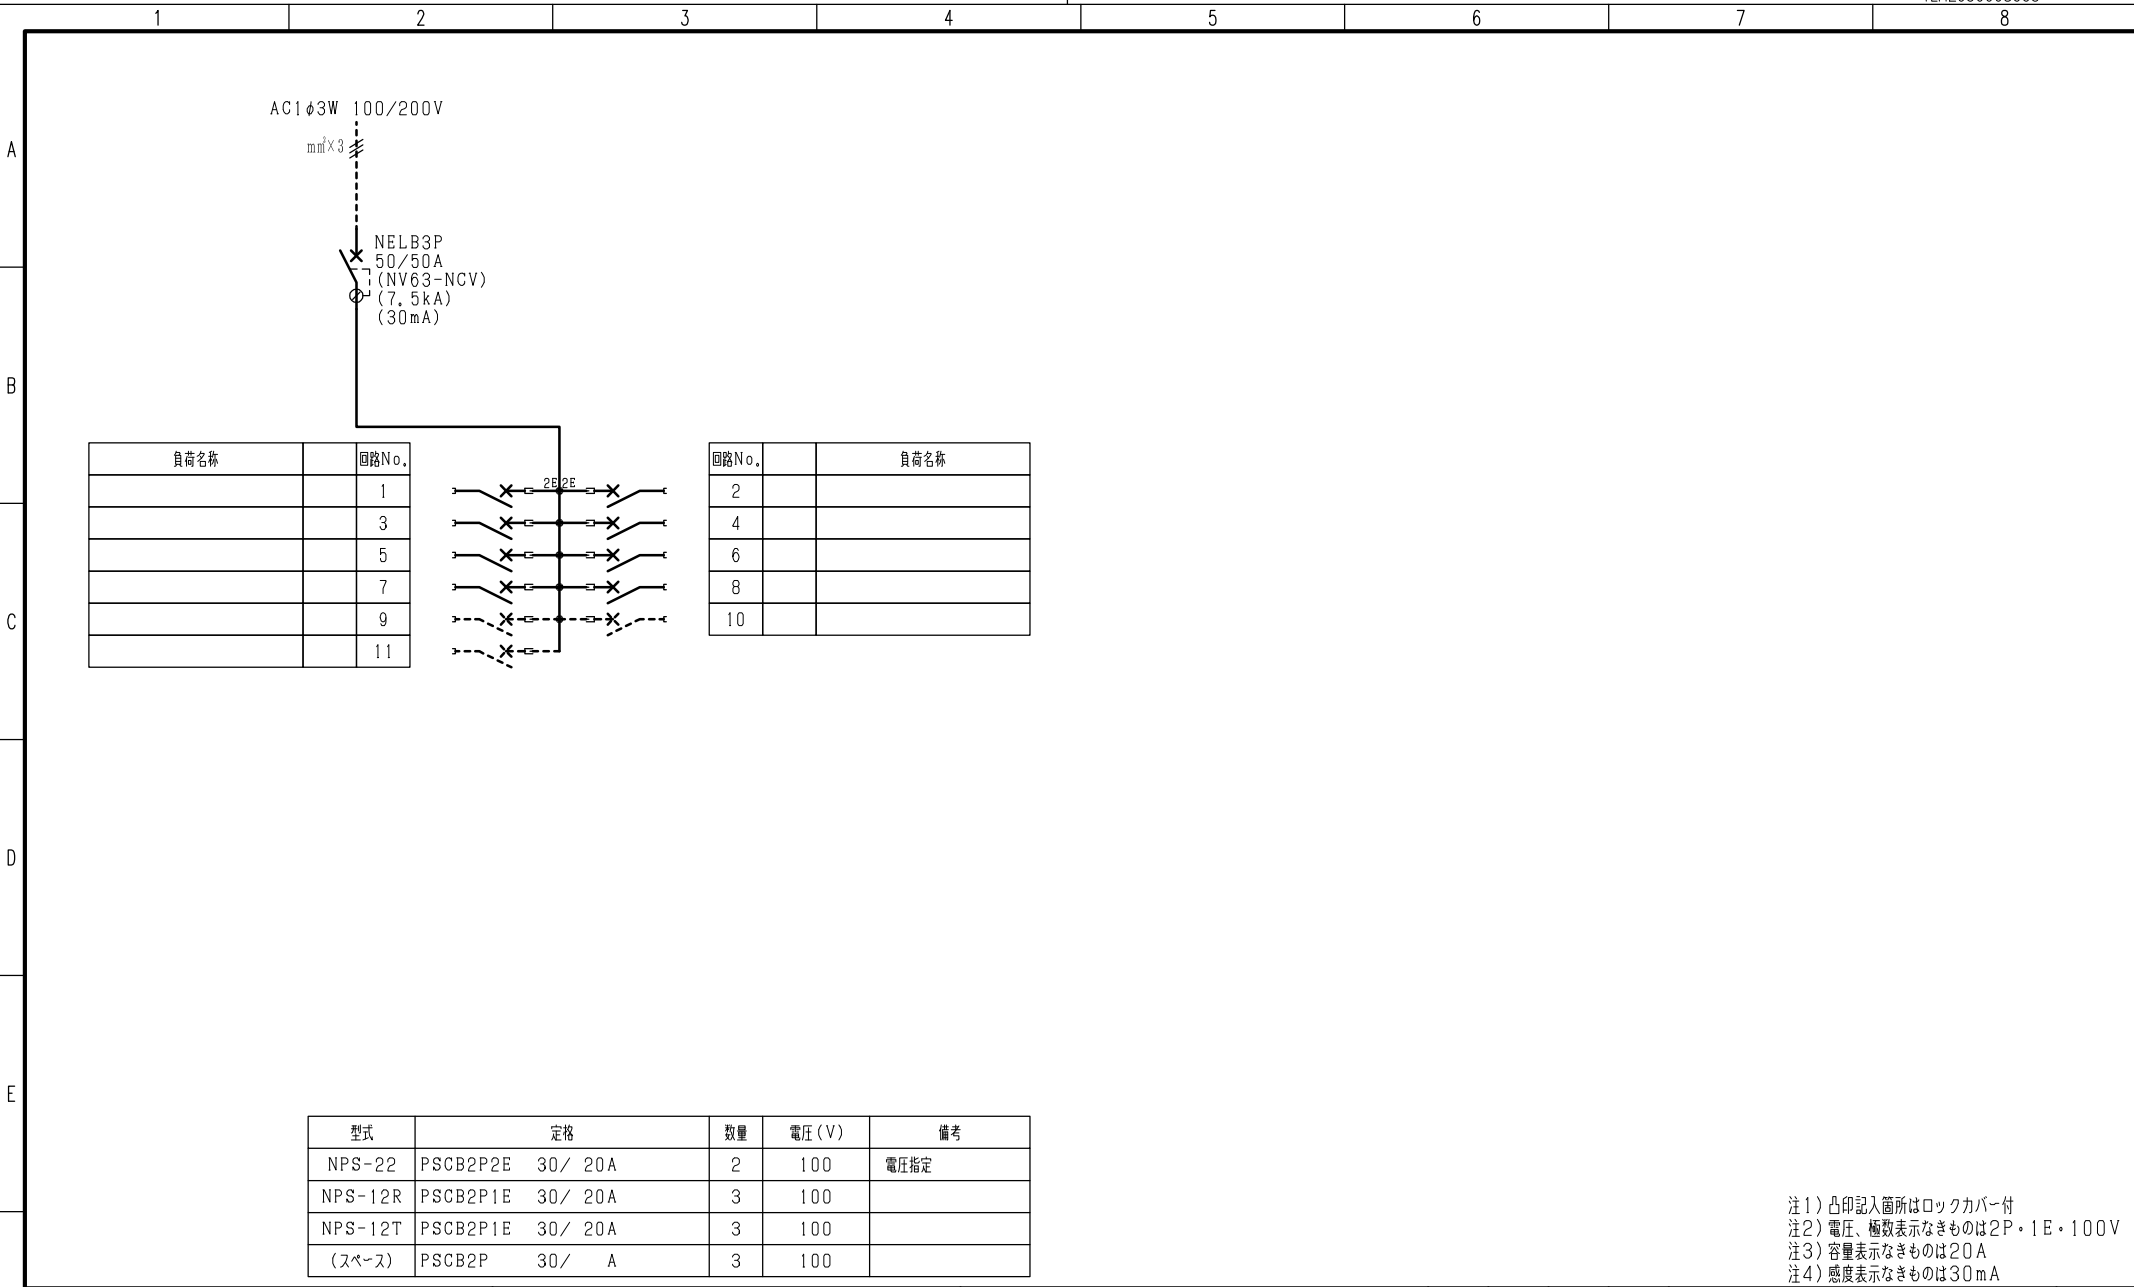 1 2 3 4 5 6 7 8
A
B
C
D
E
AC1φ3W 100/200V
mm²×3
NELB3P
50/50A
(NV63-NCV)
(7.5kA)
(30mA)
負荷名称 回路No.
1
3
5
7
9
11
2E 2E
回路No. 負荷名称
2
4
6
8
10
型式 定格 数量 電圧(V) 備考
NPS-22 PSCB2P2E 30/ 20A 2 100 電圧指定
NPS-12R PSCB2P1E 30/ 20A 3 100
NPS-12T PSCB2P1E 30/ 20A 3 100
(スペース) PSCB2P 30/ A 3 100
注1)凸印記入箇所はロックカバー付
注2)電圧、極数表示なきものは2P・1E・100V
注3)容量表示なきものは20A
注4)感度表示なきものは30mA